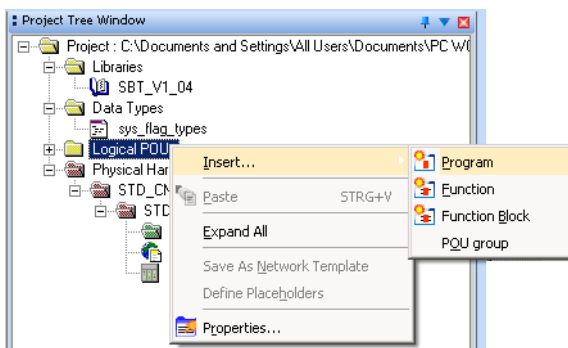 Project Tree Window
Project : C:\Documents and Settings\All Users\Documents\PC
Libraries
SBT_V1_04
Data Types
sys_flag_types
Logical POU
Physical Har
STD_CN
STD
Insert...
Paste STRG+V
Expand All
Save As Network Template
Define Placeholders
Properties...
Program
Function
Function Block
POU group